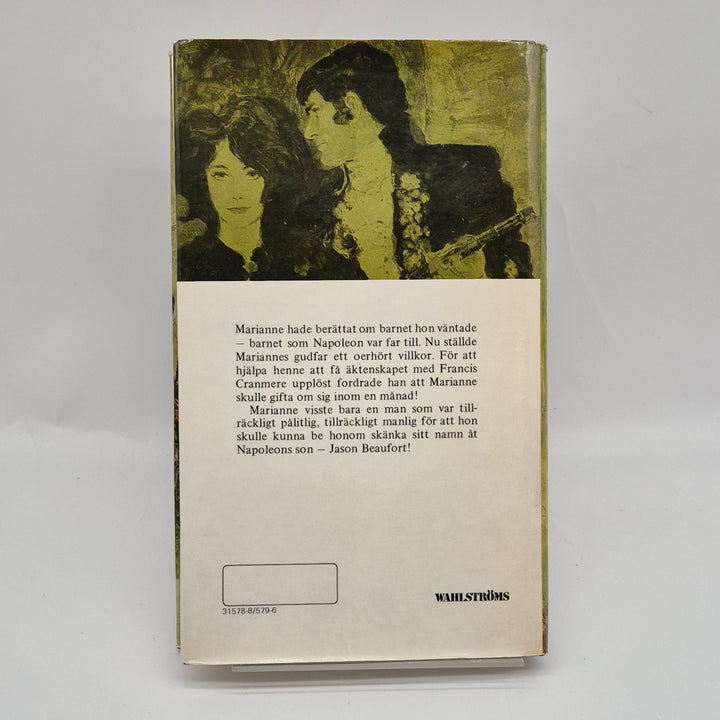 Marianne hade berättat om barnet hon väntade
– barnet som Napoleon var far till. Nu ställde
Mariannes gudfar ett oerhört villkor. För att
hjälpa henne att få äktenskapet med Francis
Cranmere upplöst fordrade han att Marianne
skulle gifta om sig inom en månad!
Marianne visste bara en man som var till-
räckligt pålitlig, tillräckligt manlig för att hon
skulle kunna be honom skänka sitt namn åt
Napoleons son – Jason Beaufort!
31578-8/579-6
WAHLSTRÖMS